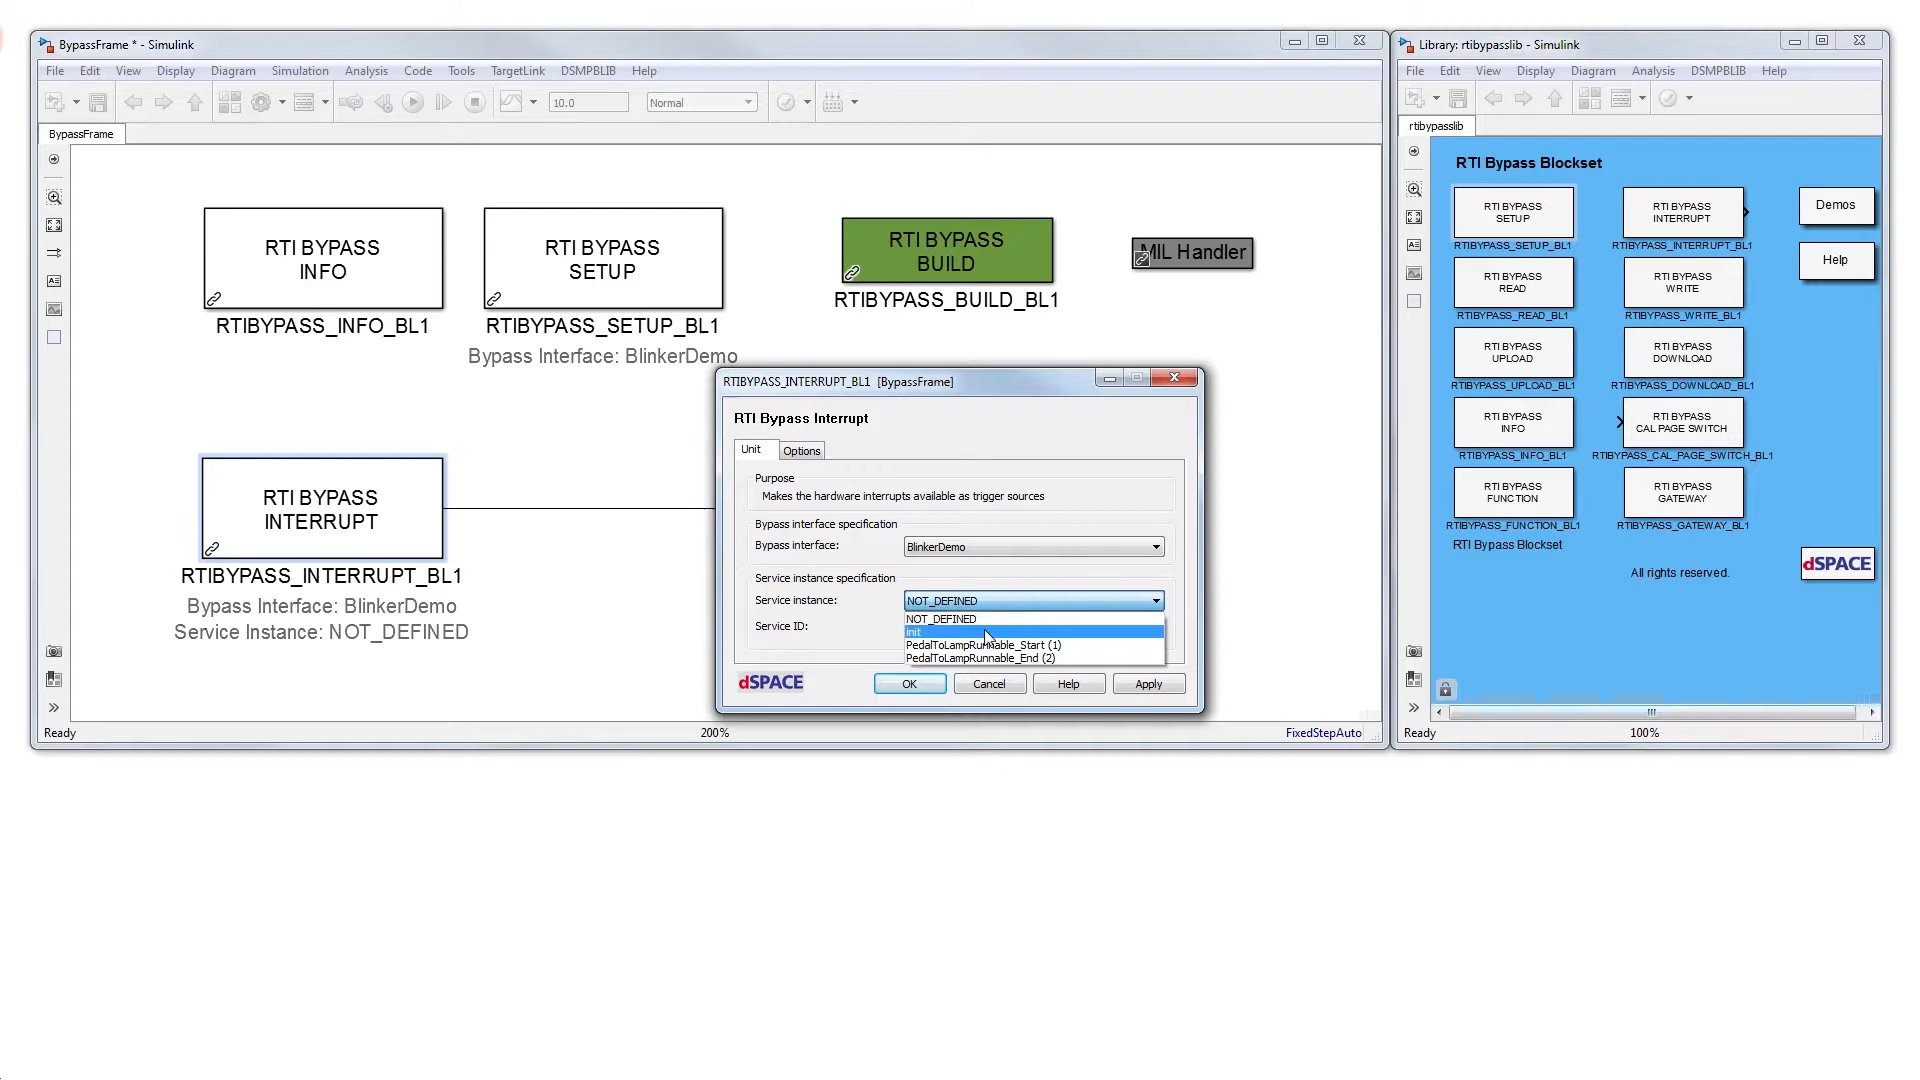 BypassFrame * - Simulink
File Edit View Display Diagram Simulation Analysis Code Tools TargetLink DSMPBLIB Help
10.0
Normal
BypassFrame
RTI BYPASS
INFO
RTIBYPASS_INFO_BL1
RTI BYPASS
SETUP
RTIBYPASS_SETUP_BL1
Bypass Interface: BlinkerDemo
RTI BYPASS
BUILD
RTIBYPASS_BUILD_BL1
MIL Handler
RTI BYPASS
INTERRUPT
RTIBYPASS_INTERRUPT_BL1
Bypass Interface: BlinkerDemo
Service Instance: NOT_DEFINED
RTIBYPASS_INTERRUPT_BL1 [BypassFrame]
RTI Bypass Interrupt
Unit
Options
Purpose
Makes the hardware interrupts available as trigger sources
Bypass interface specification
Bypass interface:
BlinkerDemo
Service instance specification
Service instance:
NOT_DEFINED
NOT_DEFINED
init
PedalToLampRunnable_Start (1)
PedalToLampRunnable_End (2)
Service ID:
dSPACE
OK
Cancel
Help
Apply
Ready
200%
FixedStepAuto
Library: rtibypasslib - Simulink
File Edit View Display Diagram Analysis DSMPBLIB Help
rtibypasslib
RTI Bypass Blockset
RTI BYPASS
SETUP
RTIBYPASS_SETUP_BL1
RTI BYPASS
INTERRUPT
RTIBYPASS_INTERRUPT_BL1
Demos
RTI BYPASS
READ
RTIBYPASS_READ_BL1
RTI BYPASS
WRITE
RTIBYPASS_WRITE_BL1
Help
RTI BYPASS
UPLOAD
RTIBYPASS_UPLOAD_BL1
RTI BYPASS
DOWNLOAD
RTIBYPASS_DOWNLOAD_BL1
RTI BYPASS
INFO
RTIBYPASS_INFO_BL1
RTI BYPASS
CAL PAGE SWITCH
RTIBYPASS_CAL_PAGE_SWITCH_BL1
RTI BYPASS
FUNCTION
RTIBYPASS_FUNCTION_BL1
RTI BYPASS
GATEWAY
RTIBYPASS_GATEWAY_BL1
RTI Bypass Blockset
All rights reserved.
dSPACE
Ready
100%